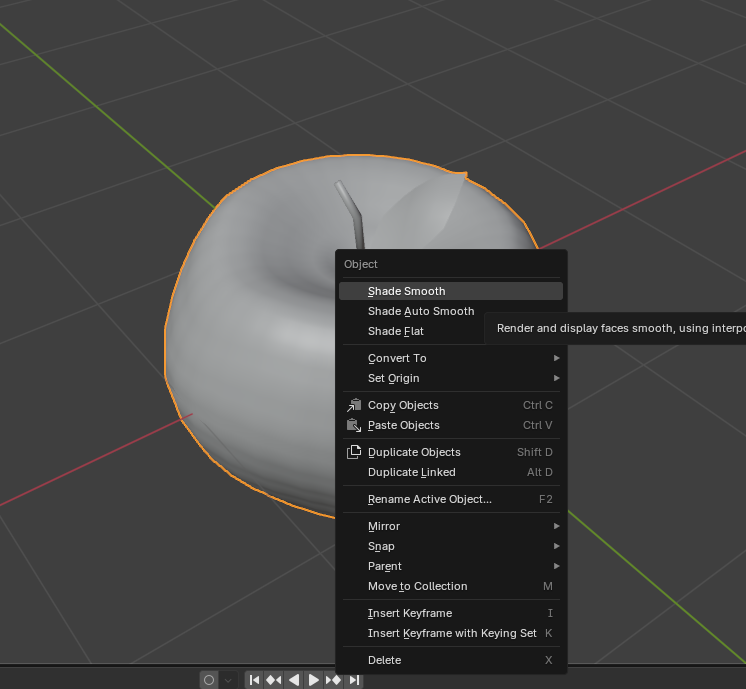 Object
Shade Smooth
Shade Auto Smooth
Render and display faces smooth, using
Shade Flat
Convert To
Set Origin
Copy Objects Ctrl C
Paste Objects Ctrl V
Duplicate Objects Shift D
Duplicate Linked Alt D
Rename Active Object... F2
Mirror
Snap
Parent
Move to Collection M
Insert Keyframe I
Insert Keyframe with Keying Set K
Delete X